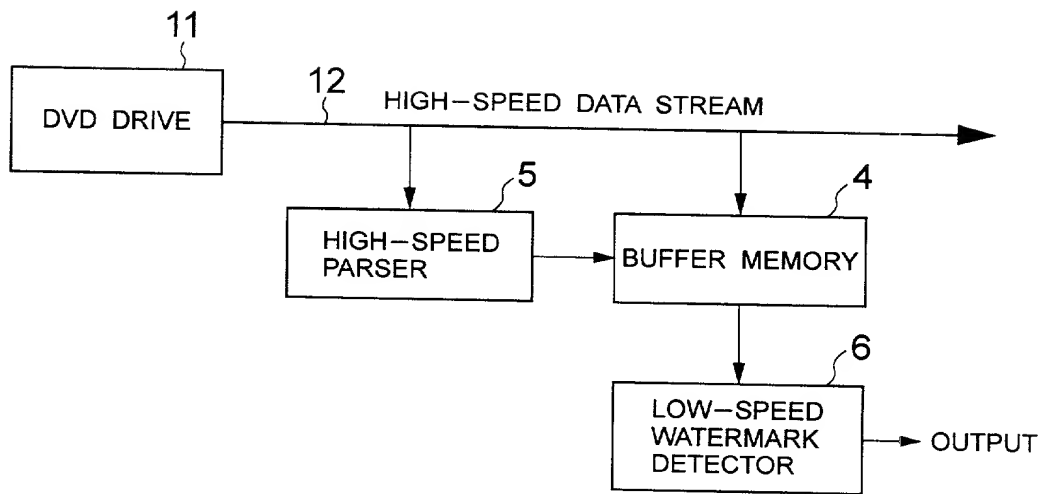 11
DVD DRIVE
12
HIGH-SPEED DATA STREAM
5
HIGH-SPEED
PARSER
4
BUFFER MEMORY
6
LOW-SPEED
WATERMARK
DETECTOR
OUTPUT